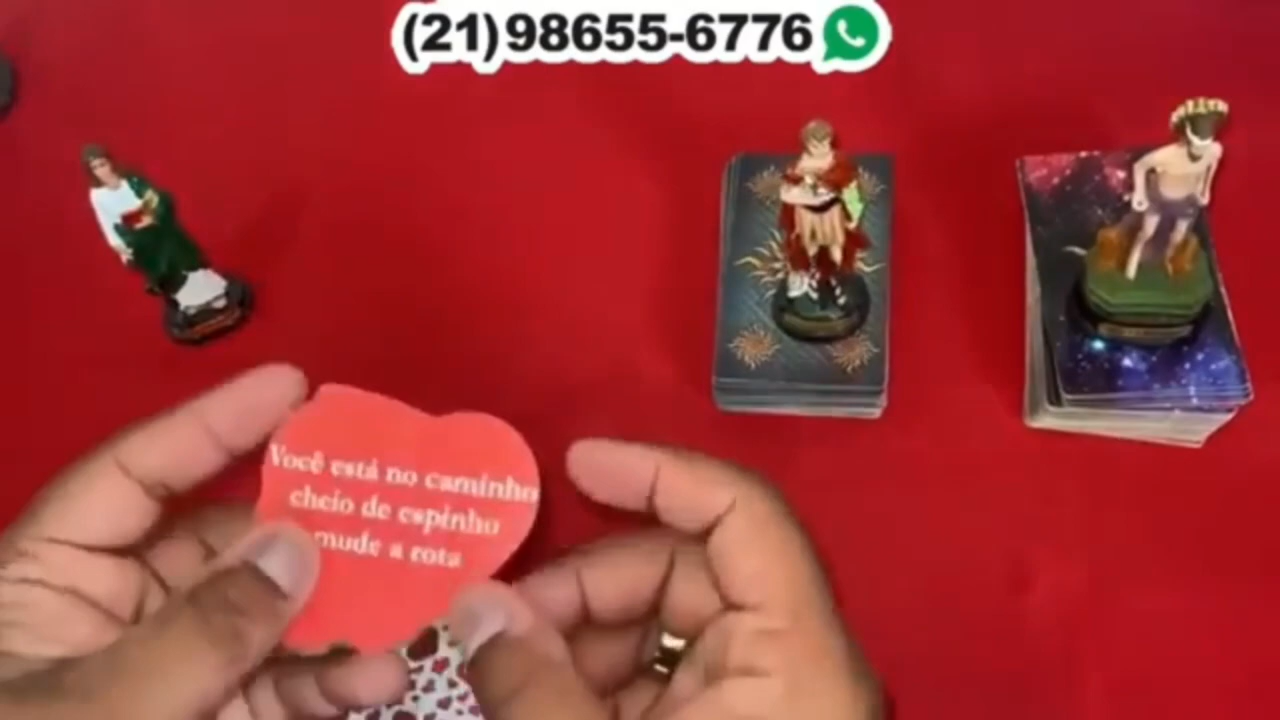 (21)98655-6776
Você está no caminho
cheio de espinho
mude a rota